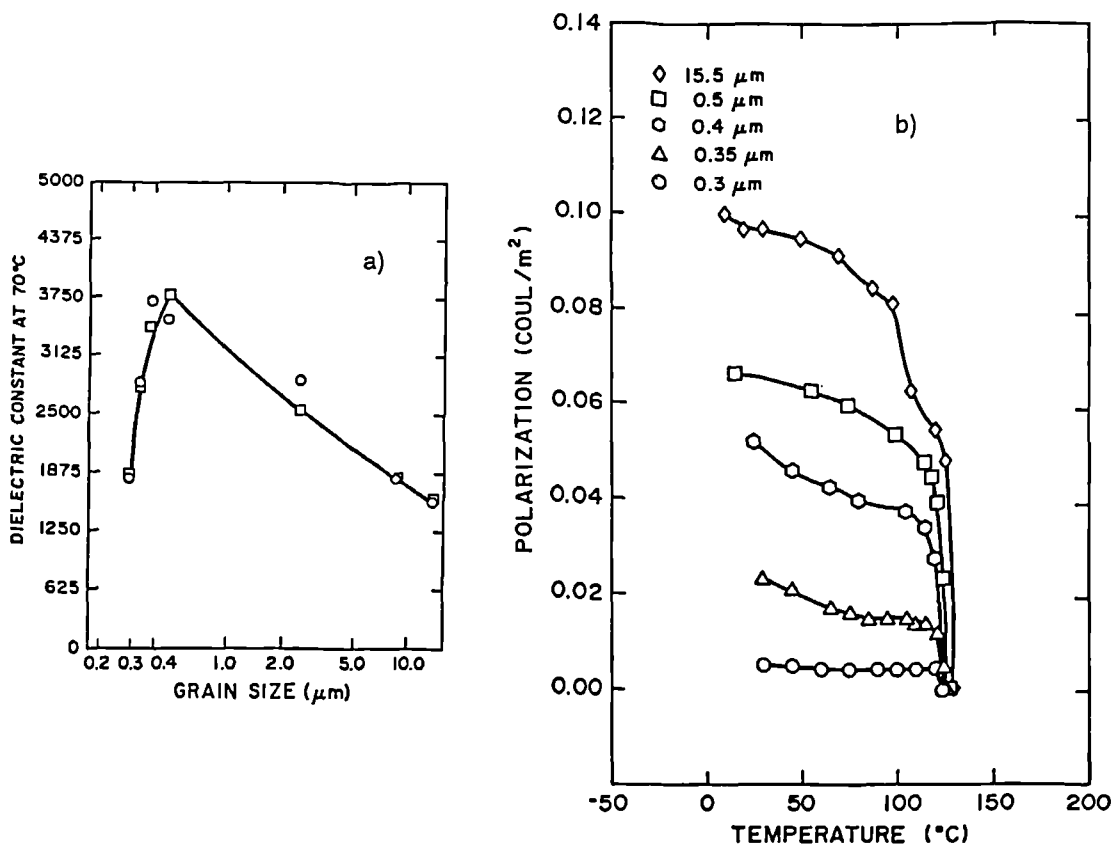 a)
DIELECTRIC CONSTANT AT 70°C
5000
4375
3750
3125
2500
1875
1250
625
0
0.2 0.3 0.4 1.0 2.0 5.0 10.0
GRAIN SIZE (μm)
b)
POLARIZATION (COUL/m²)
0.14
0.12
0.10
0.08
0.06
0.04
0.02
0.00
15.5 μm
0.5 μm
0.4 μm
0.35 μm
0.3 μm
-50 0 50 100 150 200
TEMPERATURE (°C)